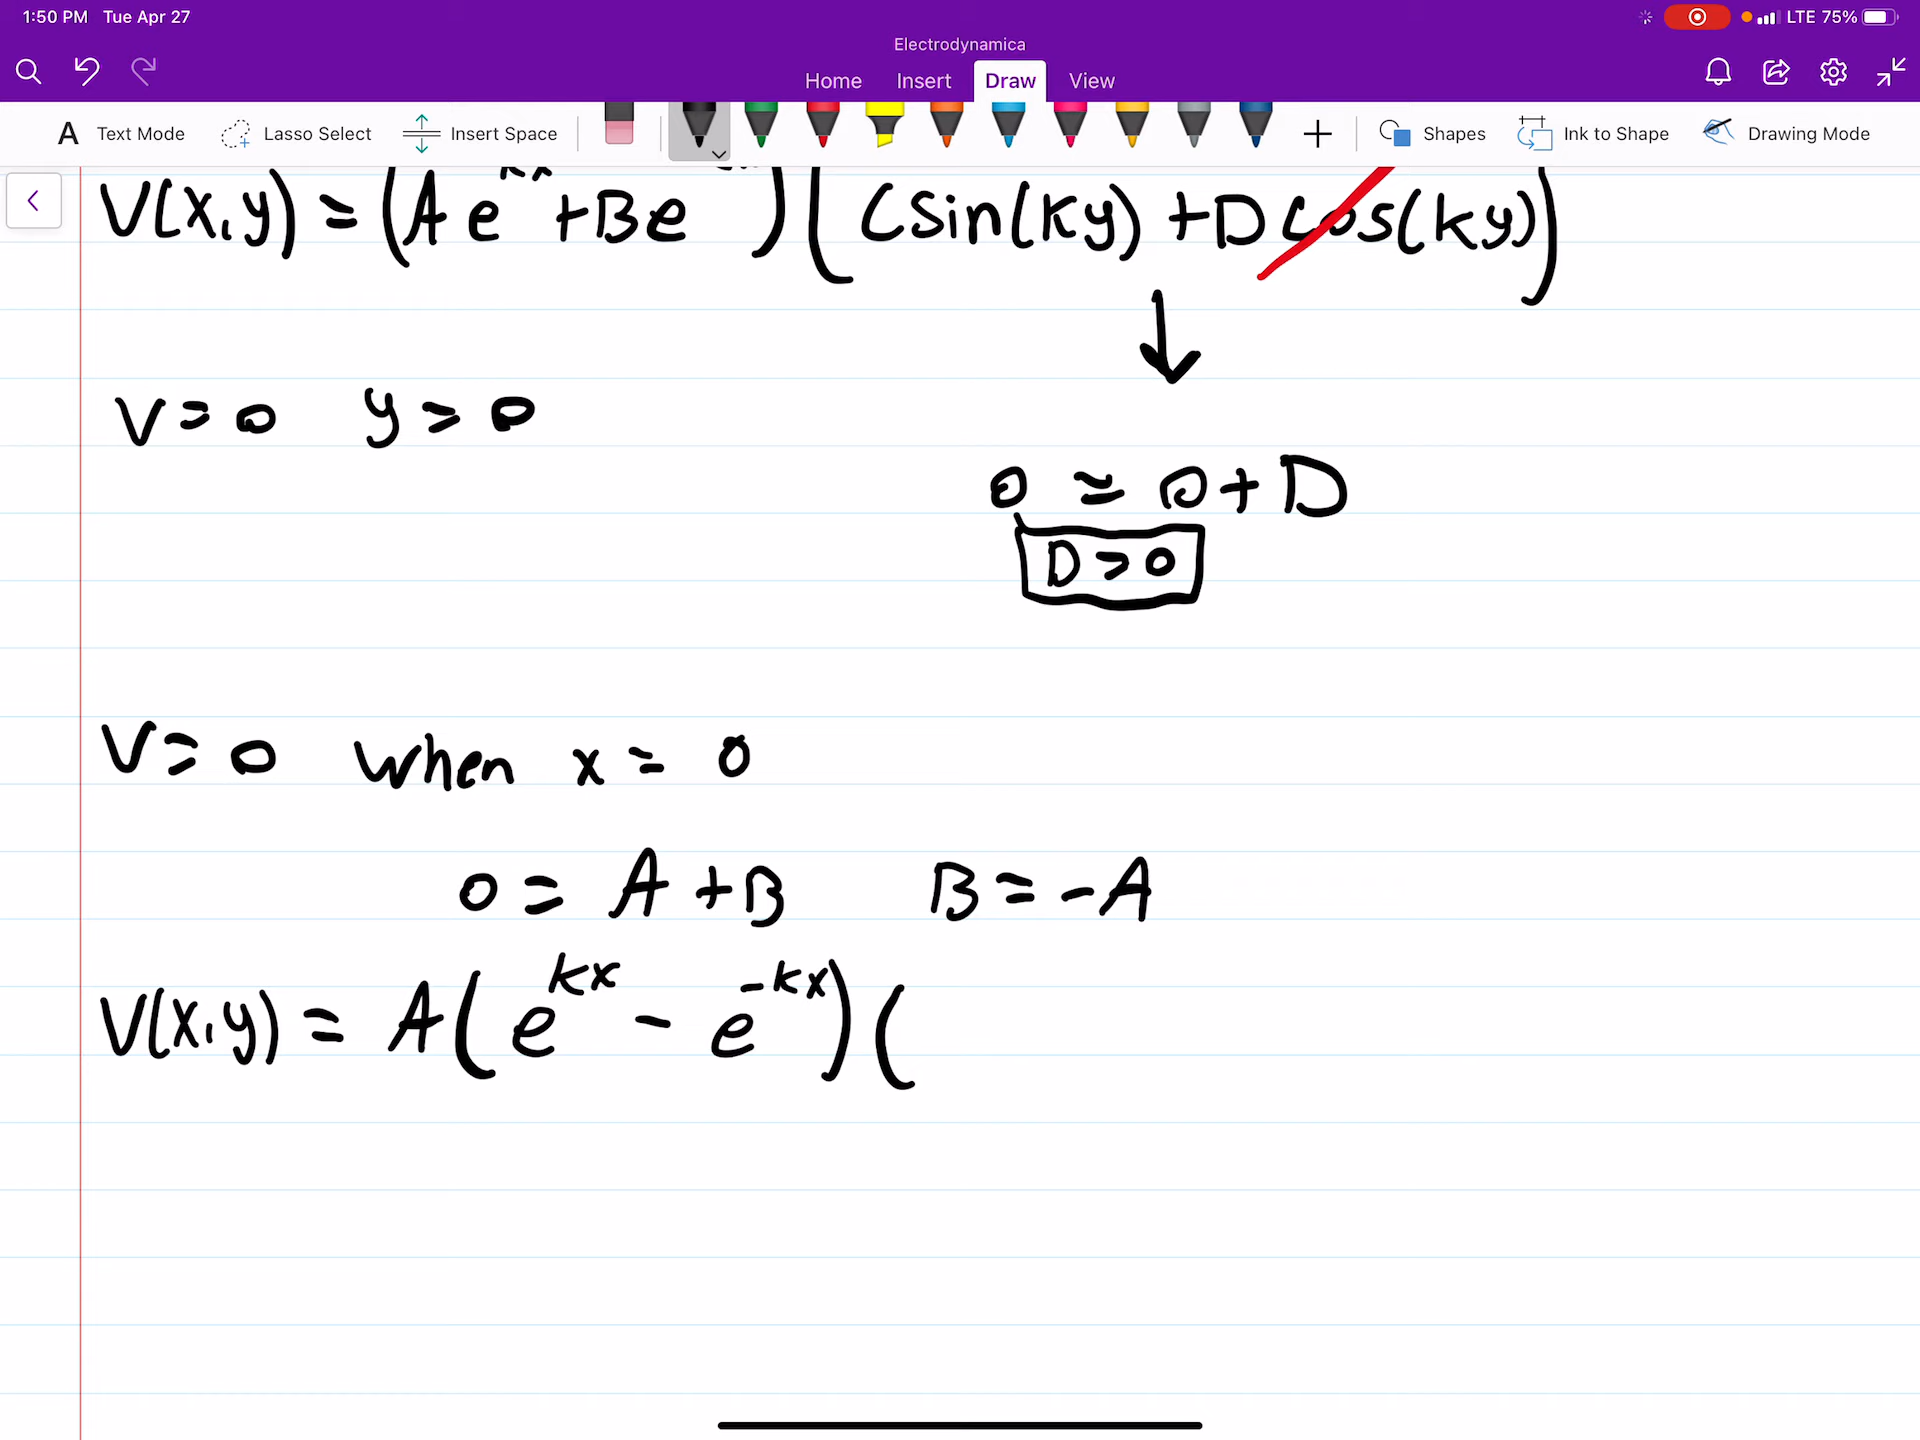 1:50 PM Tue Apr 27 LTE 75%
Electrodynamica
Home Insert Draw View
A Text Mode Lasso Select Insert Space Shapes Ink to Shape Drawing Mode
V(x,y) = (A e^kx + B e ) ( C sin(ky) + D cos(ky))
V = 0 y = 0
0 = 0 + D
D = 0
V = 0 when x = 0
0 = A + B B = -A
V(x,y) = A ( e^kx - e^-kx ) (